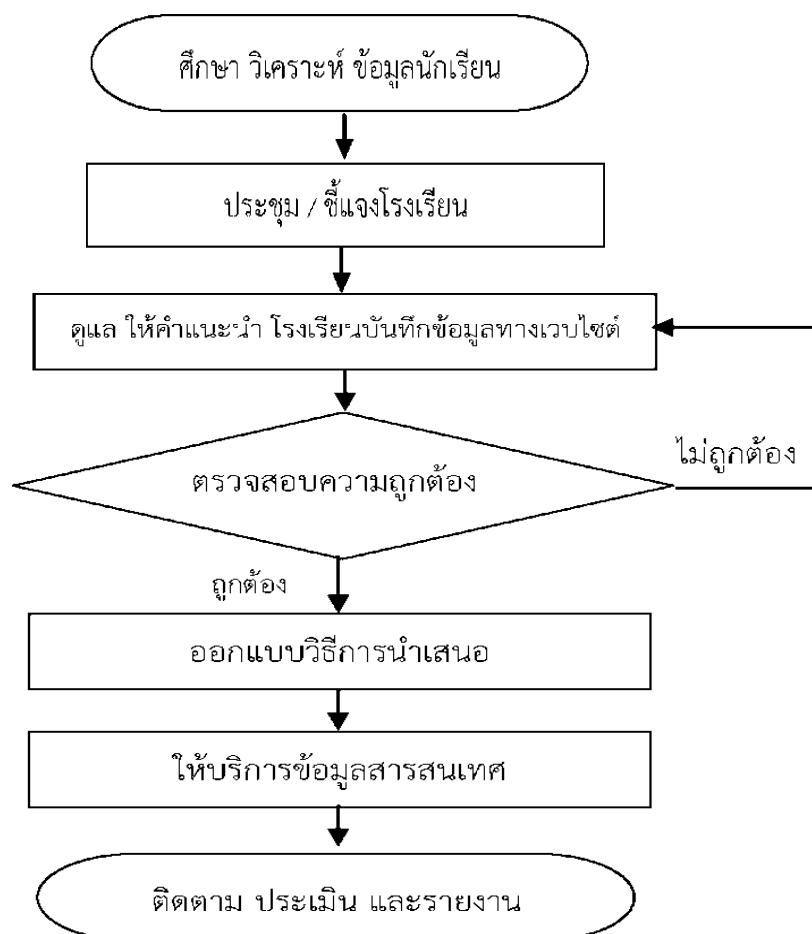 ศึกษา วิเคราะห์ ข้อมูลนักเรียน
ประชุม / ชี้แจงโรงเรียน
ดูแล ให้คำแนะนำ โรงเรียนบันทึกข้อมูลทางเวบไซต์
ตรวจสอบความถูกต้อง
ไม่ถูกต้อง
ถูกต้อง
ออกแบบวิธีการนำเสนอ
ให้บริการข้อมูลสารสนเทศ
ติดตาม ประเมิน และรายงาน